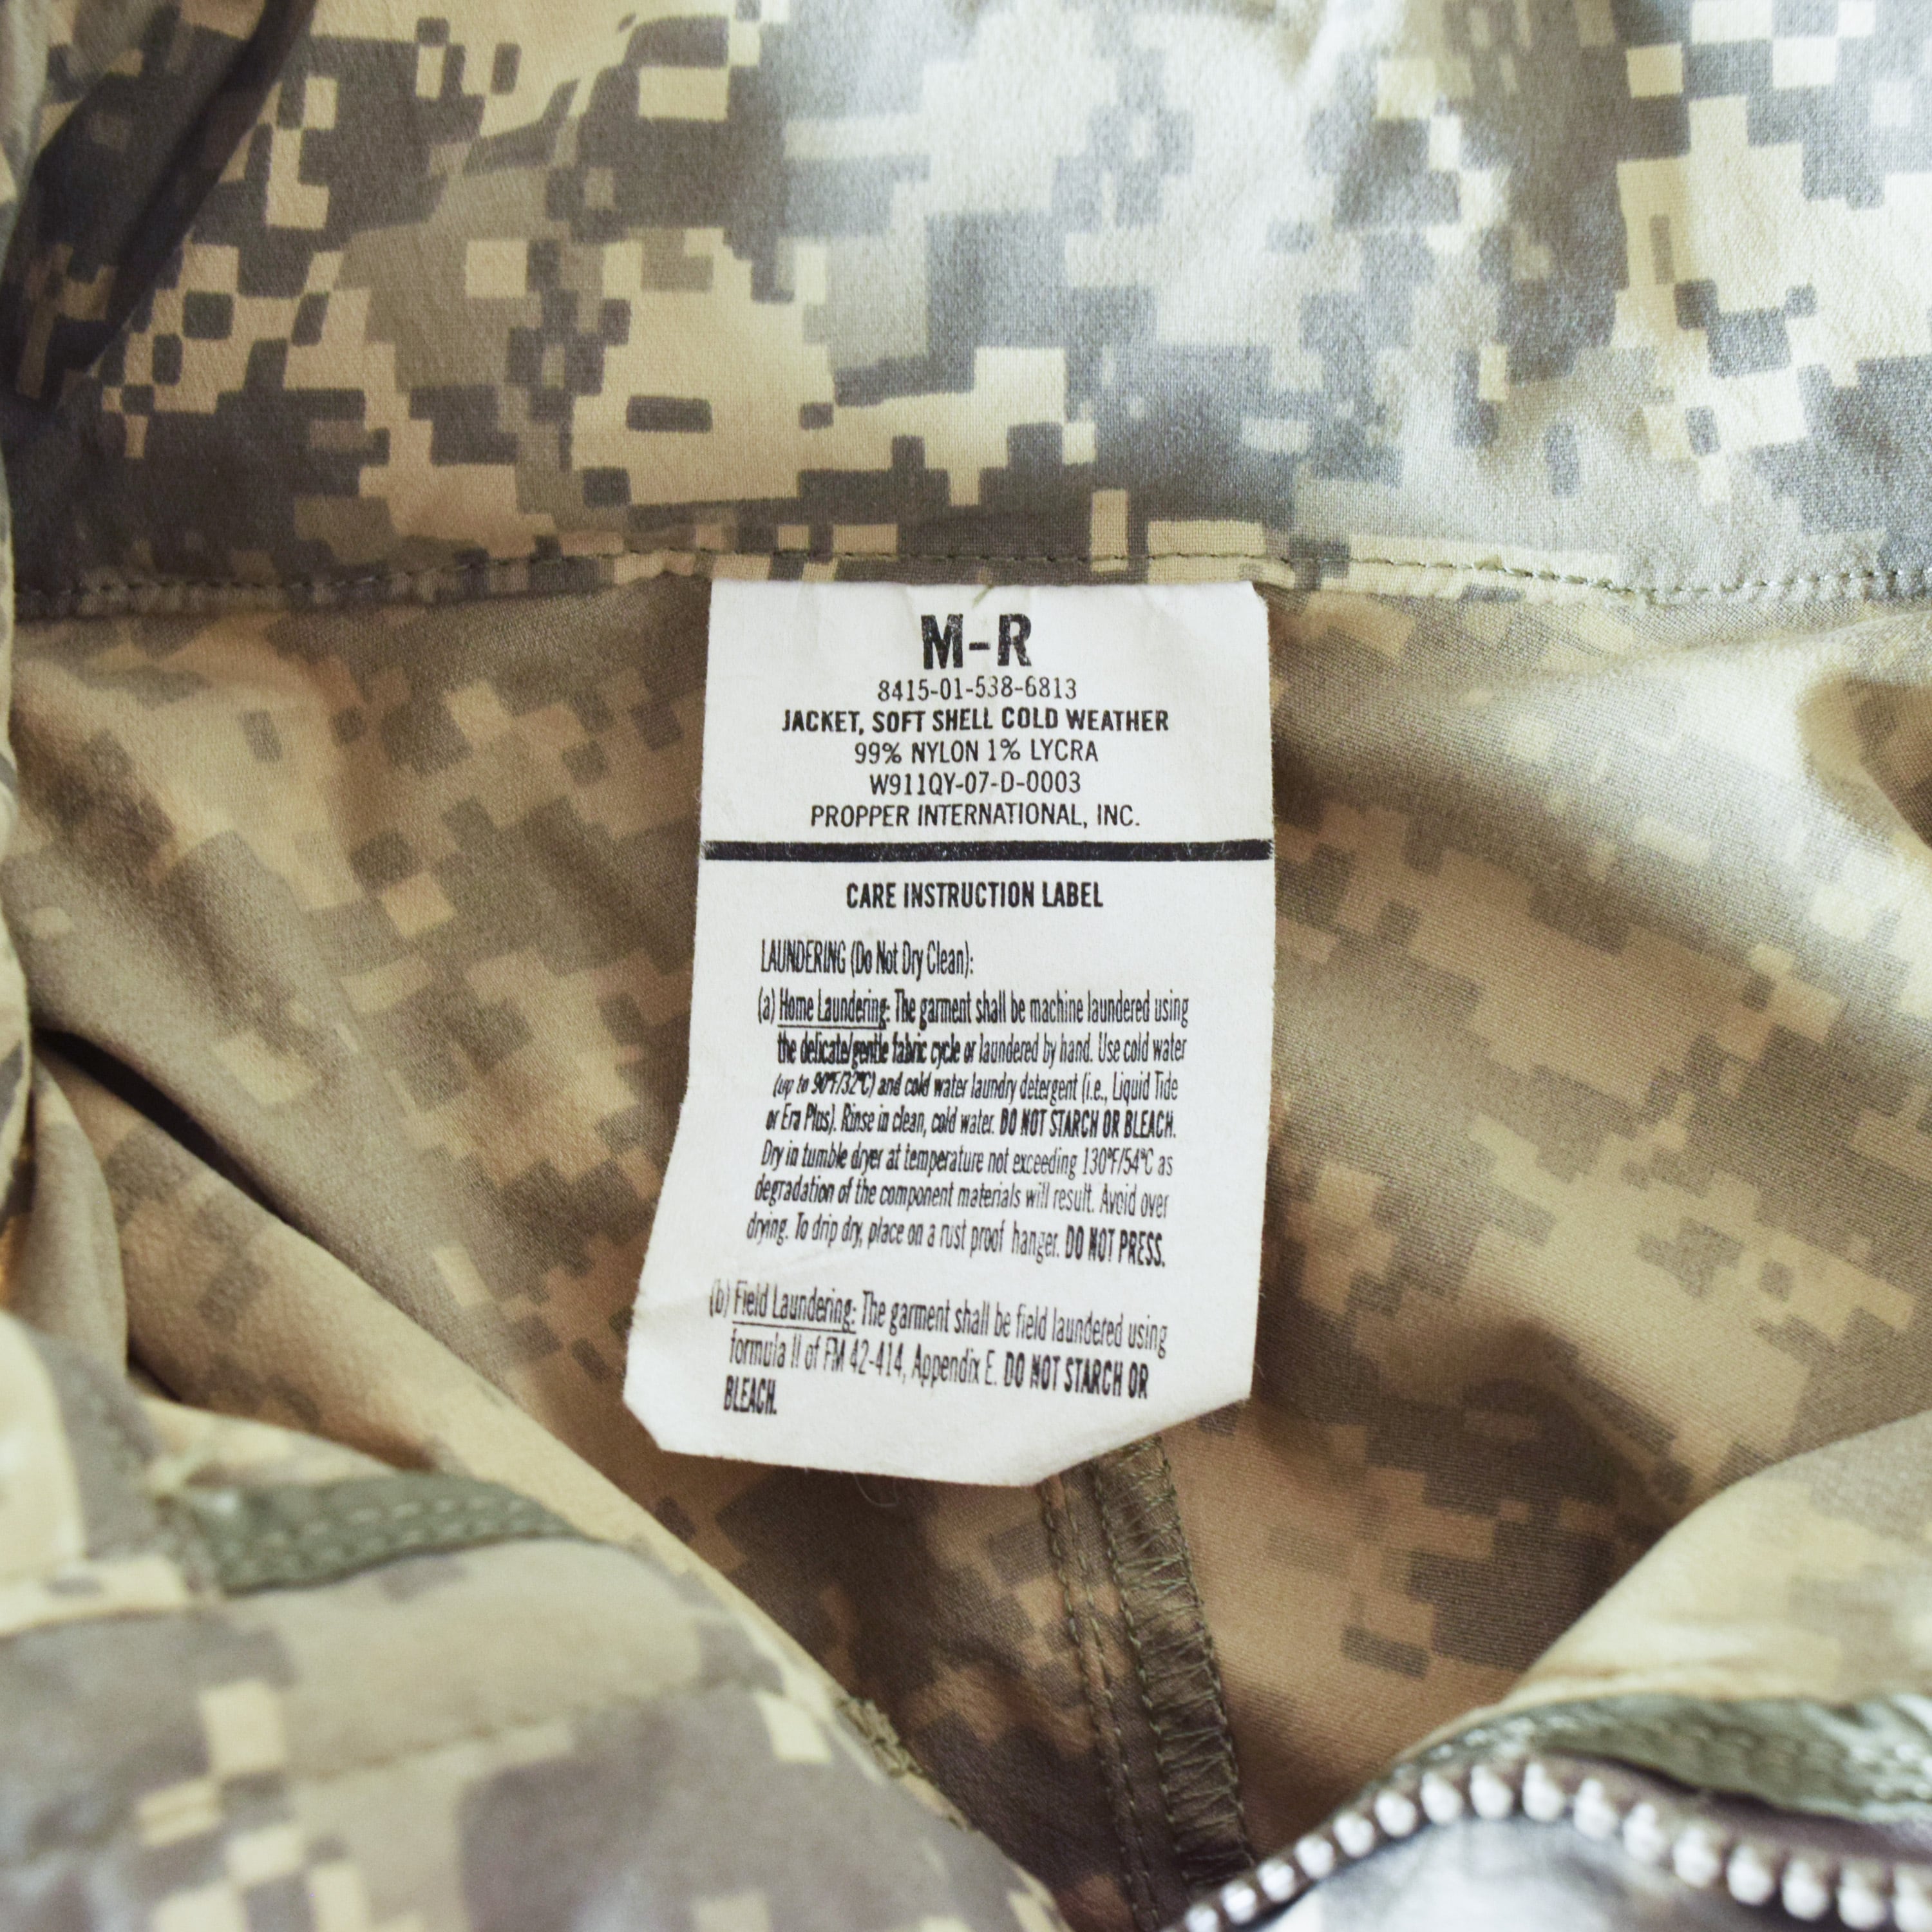 M-R
8415-01-538-6813
JACKET, SOFT SHELL COLD WEATHER
99% NYLON 1% LYCRA
W911QY-07-D-0003
PROPPER INTERNATIONAL, INC.
CARE INSTRUCTION LABEL
LAUNDERING (Do Not Dry Clean):
(a) Home Laundering: The garment shall be machine laundered using
the delicate/gentle fabric cycle or laundered by hand. Use cold water
(up to 90°F/32°C) and cold water laundry detergent (i.e., Liquid Tide
or Era Plus). Rinse in clean, cold water. DO NOT STARCH OR BLEACH.
Dry in tumble dryer at temperature not exceeding 130°F/54°C as
degradation of the component materials will result. Avoid over
drying. To drip dry, place on a rust proof hanger. DO NOT PRESS.
(b) Field Laundering: The garment shall be field laundered using
formula II of FM 42-414, Appendix E. DO NOT STARCH OR
BLEACH.